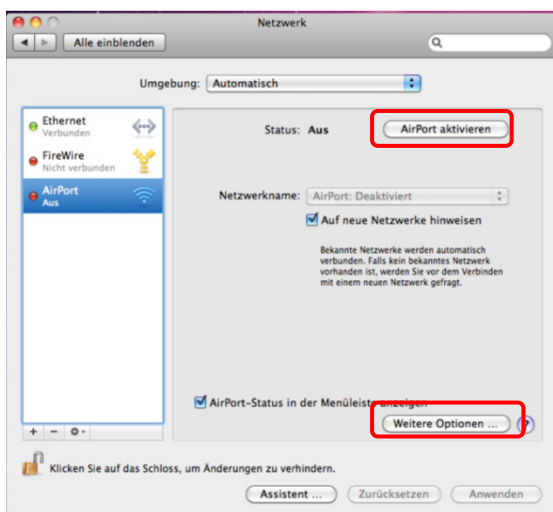 Netzwerk
Alle einblenden
Umgebung: Automatisch
Ethernet
Verbunden
FireWire
Nicht verbunden
AirPort
Aus
Status: Aus
AirPort aktivieren
Netzwerkname: AirPort: Deaktiviert
Auf neue Netzwerke hinweisen
Bekannte Netzwerke werden automatisch
verbunden. Falls kein bekanntes Netzwerk
vorhanden ist, werden Sie vor dem Verbinden
mit einem neuen Netzwerk gefragt.
AirPort-Status in der Menüleiste anzeigen
Weitere Optionen ... ?
Klicken Sie auf das Schloss, um Änderungen zu verhindern.
Assistent ... Zurücksetzen Anwenden